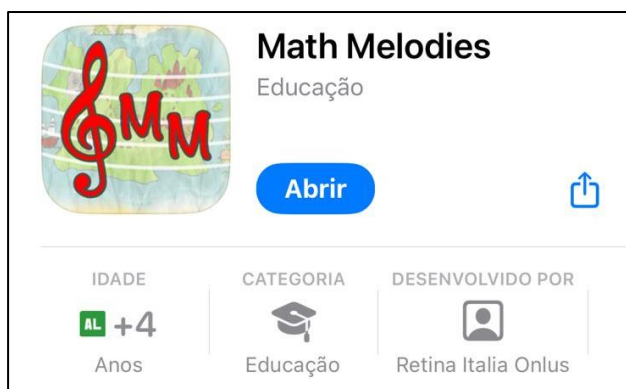 MM
Math Melodies
Educação
Abrir
IDADE
AL +4
Anos
CATEGORIA
Educação
DESENVOLVIDO POR
Retina Italia Onlus